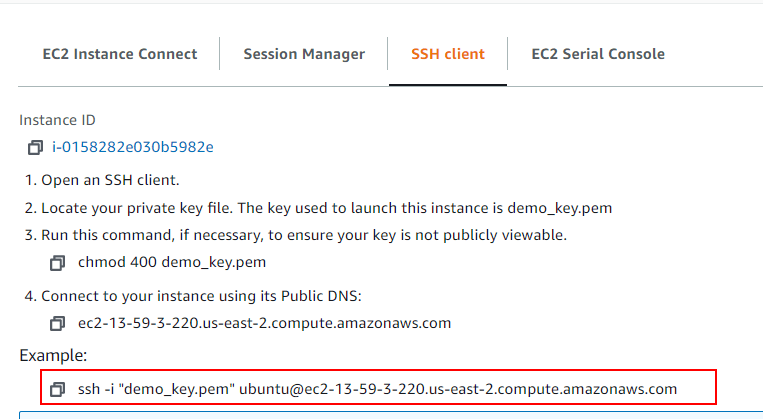 EC2 Instance Connect Session Manager SSH client EC2 Serial Console
Instance ID
i-0158282e030b5982e
1. Open an SSH client.
2. Locate your private key file. The key used to launch this instance is demo_key.pem
3. Run this command, if necessary, to ensure your key is not publicly viewable.
chmod 400 demo_key.pem
4. Connect to your instance using its Public DNS:
ec2-13-59-3-220.us-east-2.compute.amazonaws.com
Example:
ssh -i "demo_key.pem" ubuntu@ec2-13-59-3-220.us-east-2.compute.amazonaws.com